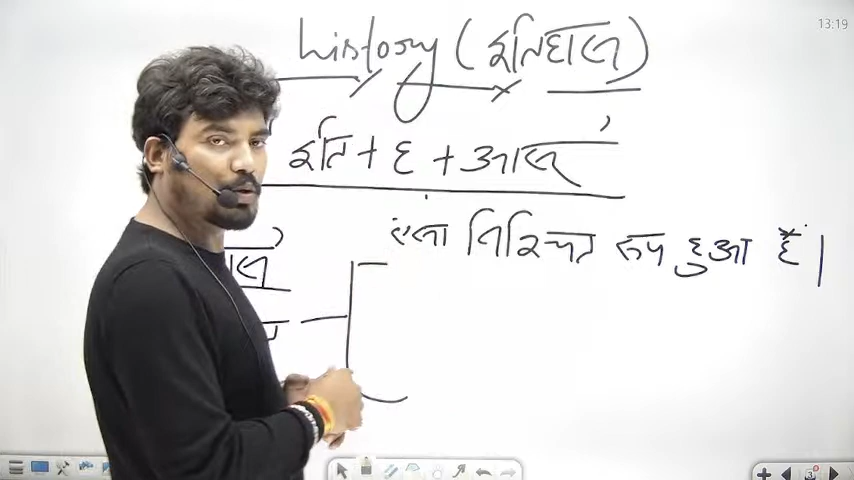 13:19
history (इतिहास)
इति + ह + आस
ऐसा निश्चित रूप हुआ है।